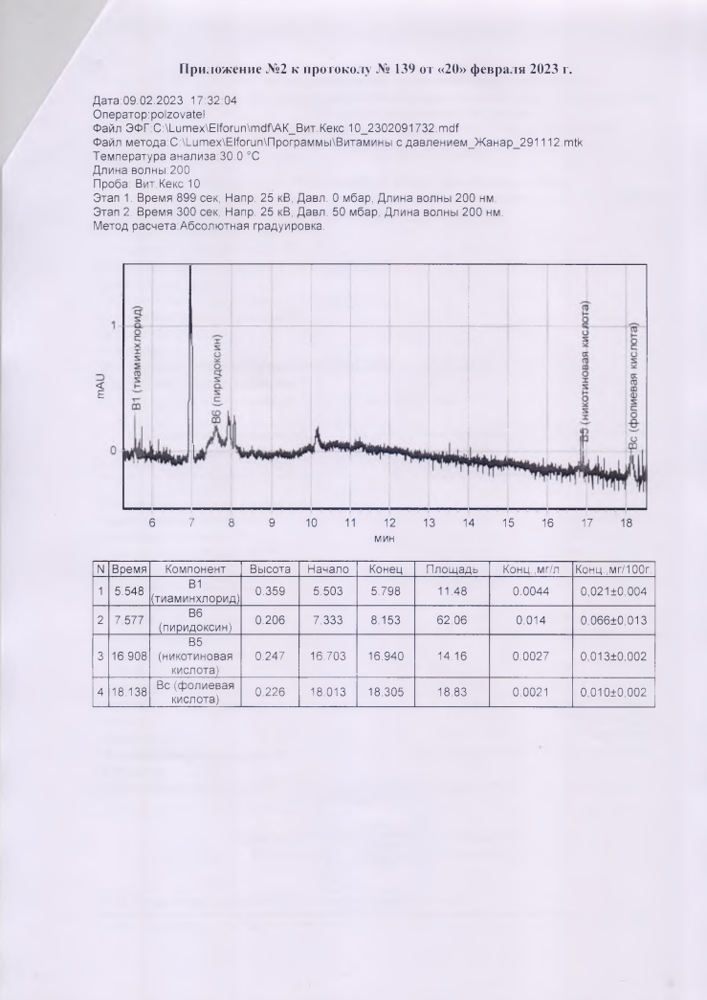 Приложение №2 к протоколу № 139 от «20» февраля 2023 г.
Дата:09.02.2023 17:32:04
Оператор:polzovatel
Файл ЭФГ:C:\Lumex\Elforun\mdf\АК_Вит.Кекс 10_2302091732.mdf
Файл метода:C:\Lumex\Elforun\Программы\Витамины с давлением_Жанар_291112.mtk
Температура анализа:30.0 °С
Длина волны:200
Проба: Вит.Кекс 10
Этап 1. Время 899 сек, Напр. 25 кВ, Давл. 0 мбар, Длина волны 200 нм.
Этап 2. Время 300 сек, Напр. 25 кВ, Давл. 50 мбар, Длина волны 200 нм.
Метод расчета:Абсолютная градуировка.
mAU
1
0
B1 (тиаминхлорид)
B6 (пиридоксин)
B5 (никотиновая кислота)
Bc (фолиевая кислота)
6 7 8 9 10 11 12 13 14 15 16 17 18
мин
N Время Компонент Высота Начало Конец Площадь Конц.,мг/л Конц.,мг/100г.
1 5.548 B1 (тиаминхлорид) 0.359 5.503 5.798 11.48 0.0044 0,021±0,004
2 7.577 B6 (пиридоксин) 0.206 7.333 8.153 62.06 0.014 0,066±0,013
3 16.908 B5 (никотиновая кислота) 0.247 16.703 16.940 14.16 0.0027 0,013±0,002
4 18.138 Bc (фолиевая кислота) 0.226 18.013 18.305 18.83 0.0021 0,010±0,002